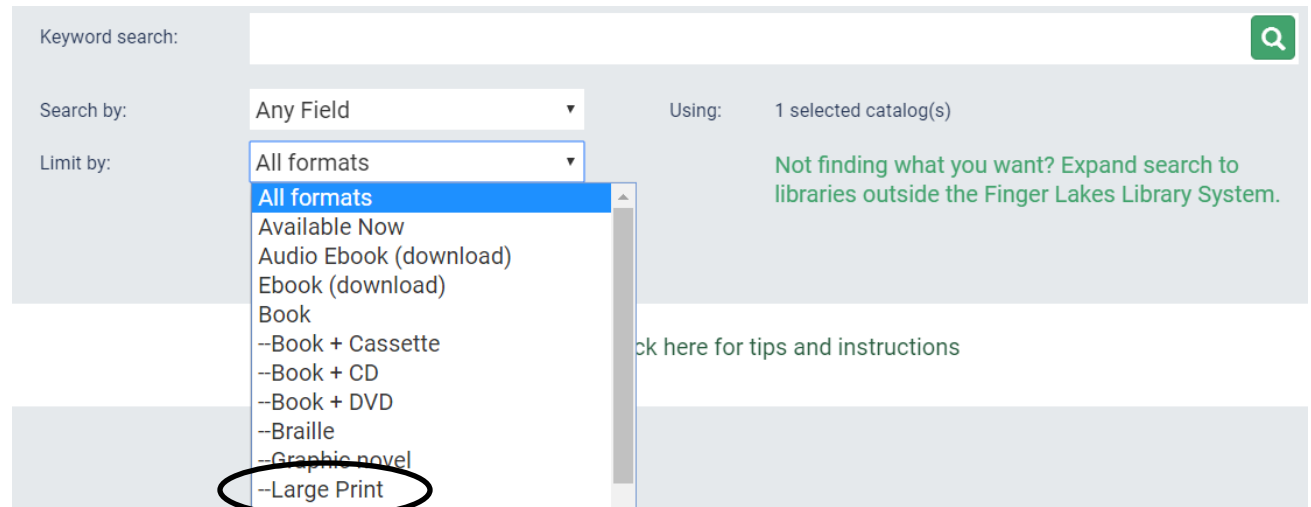 Keyword search:
Search by:
Any Field
Using:
1 selected catalog(s)
Limit by:
All formats
Not finding what you want? Expand search to
libraries outside the Finger Lakes Library System.
All formats
Available Now
Audio Ebook (download)
Ebook (download)
Book
--Book + Cassette
ck here for tips and instructions
--Book + CD
--Book + DVD
--Braille
--Graphic novel
--Large Print